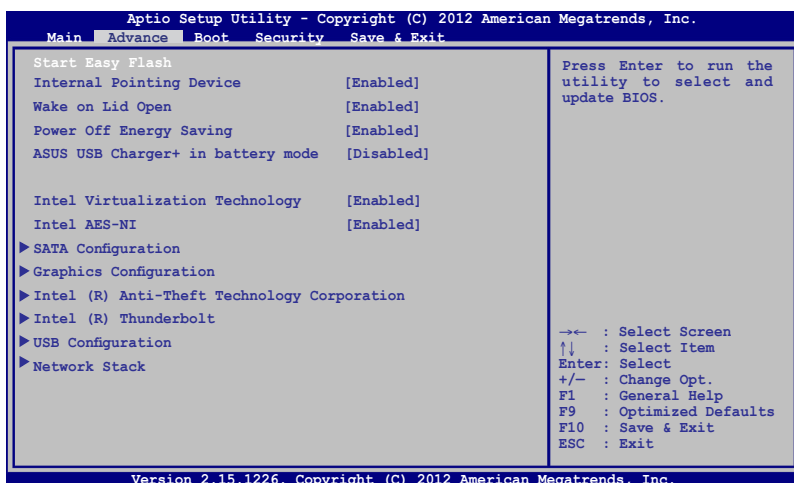 Aptio Setup Utility - Copyright (C) 2012 American Megatrends, Inc.
Main Advance Boot Security Save & Exit
Start Easy Flash
Internal Pointing Device [Enabled]
Wake on Lid Open [Enabled]
Power Off Energy Saving [Enabled]
ASUS USB Charger+ in battery mode [Disabled]
Intel Virtualization Technology [Enabled]
Intel AES-NI [Enabled]
SATA Configuration
Graphics Configuration
Intel (R) Anti-Theft Technology Corporation
Intel (R) Thunderbolt
USB Configuration
Network Stack
Press Enter to run the
utility to select and
update BIOS.
→← : Select Screen
↑↓ : Select Item
Enter: Select
+/— : Change Opt.
F1 : General Help
F9 : Optimized Defaults
F10 : Save & Exit
ESC : Exit
Version 2.15.1226. Copyright (C) 2012 American Megatrends, Inc.